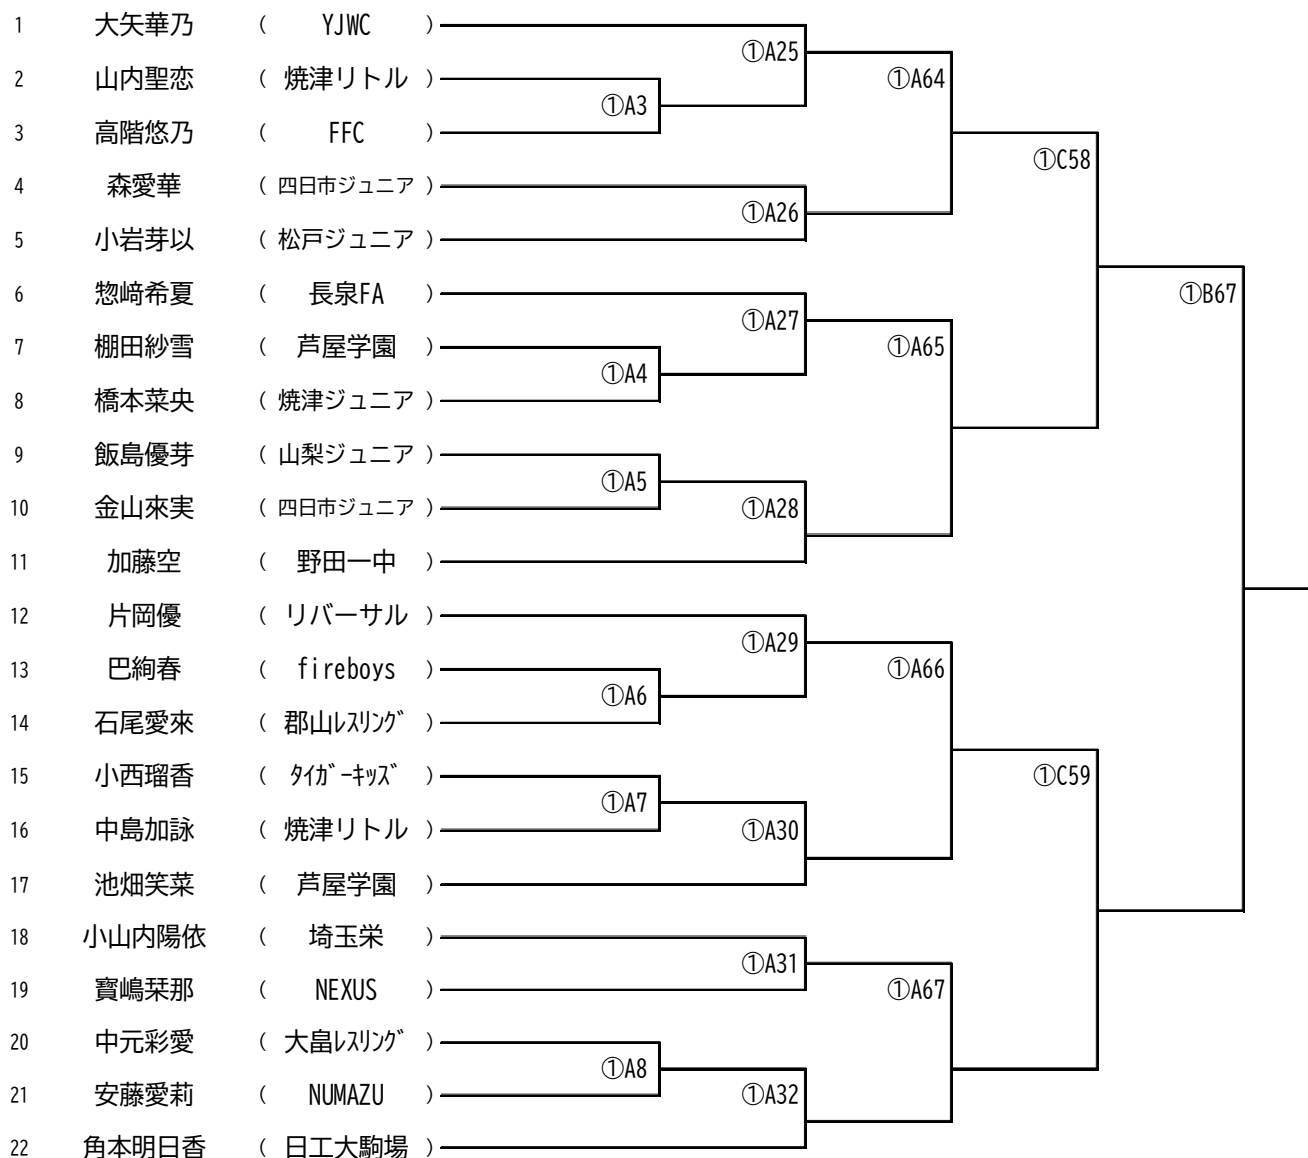 1 大矢華乃 ( YJWC )
①A25
2 山内聖恋 ( 焼津リトル ) ①A64
①A3
3 高階悠乃 ( FFC )
①C58
4 森愛華 ( 四日市ジュニア )
①A26
5 小岩芽以 ( 松戸ジュニア )
6 惣﨑希夏 ( 長泉FA ) ①B67
①A27
7 棚田紗雪 ( 芦屋学園 ) ①A65
①A4
8 橋本菜央 ( 焼津ジュニア )
9 飯島優芽 ( 山梨ジュニア )
①A5
10 金山來実 ( 四日市ジュニア ) ①A28
11 加藤空 ( 野田一中 )
12 片岡優 ( リバーサル )
①A29
13 巴絢春 ( fireboys ) ①A66
①A6
14 石尾愛來 ( 郡山ﾚｽﾘﾝｸﾞ )
15 小西瑠香 ( ﾀｲｶﾞｰｷｯｽﾞ ) ①C59
①A7
16 中島加詠 ( 焼津リトル ) ①A30
17 池畑笑菜 ( 芦屋学園 )
18 小山内陽依 ( 埼玉栄 )
①A31
19 寳嶋栞那 ( NEXUS ) ①A67
20 中元彩愛 ( 大畠ﾚｽﾘﾝｸﾞ )
①A8
21 安藤愛莉 ( NUMAZU ) ①A32
22 角本明日香 ( 日工大駒場 )